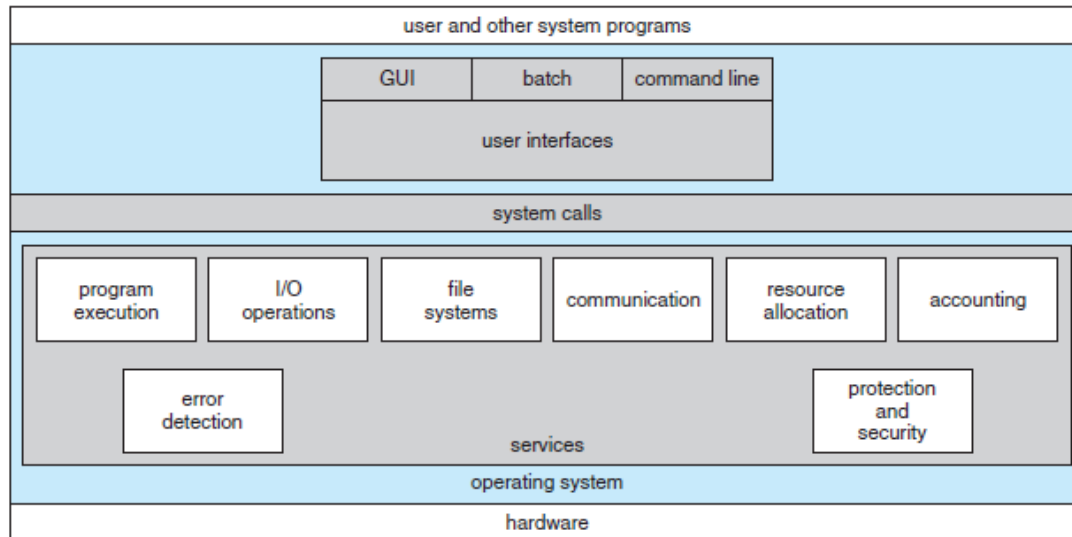 user and other system programs
GUI
batch
command line
user interfaces
system calls
program
execution
I/O
operations
file
systems
communication
resource
allocation
accounting
error
detection
protection
and
security
services
operating system
hardware